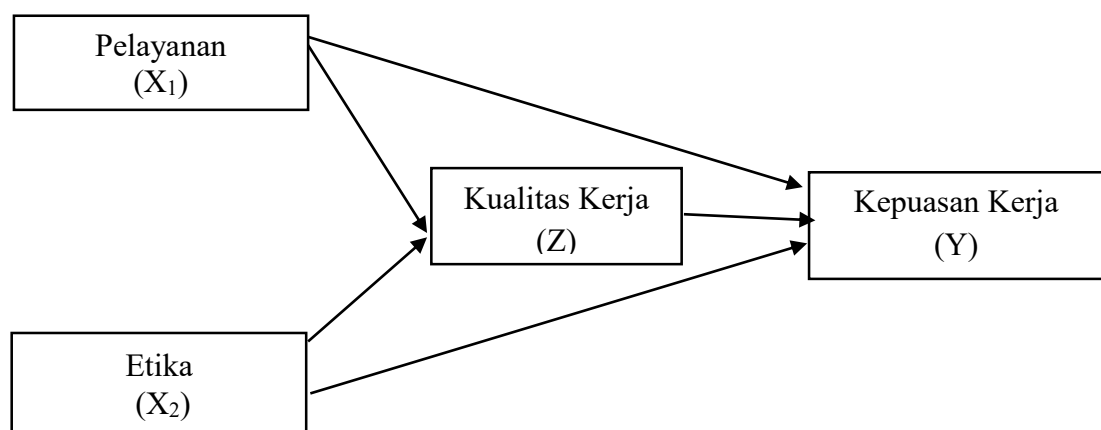 Pelayanan
(X₁)
Kualitas Kerja
(Z)
Kepuasan Kerja
(Y)
Etika
(X₂)